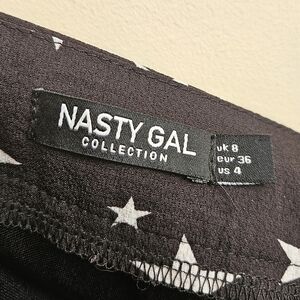 NASTY GAL
COLLECTION
uk 8
eur 36
us 4